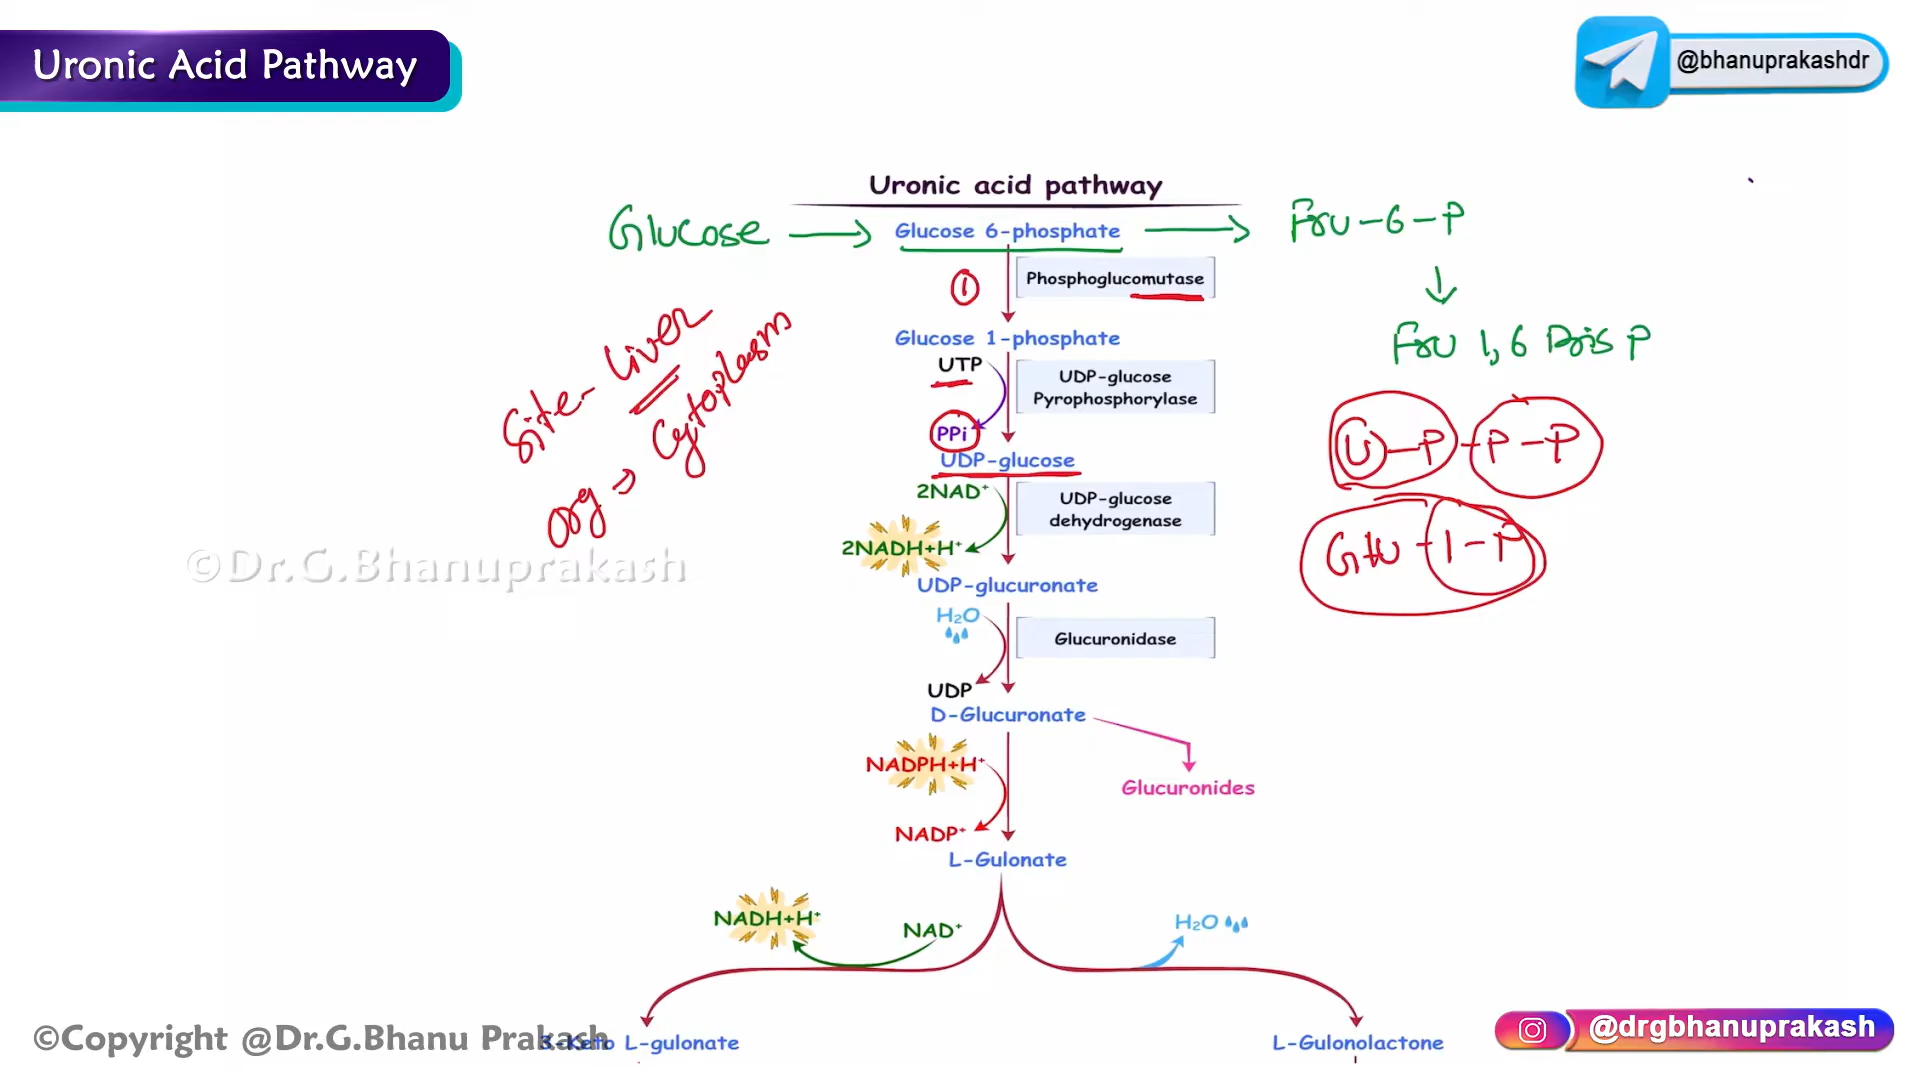 Uronic Acid Pathway
@bhanuprakashdr
Uronic acid pathway
Glucose → Glucose 6-phosphate → Fru-6-P
① Phosphoglucomutase
↓
Fru 1,6 Bis P
Site- Liver
Org → Cytoplasm
Glucose 1-phosphate
UTP
UDP-glucose
Pyrophosphorylase
PPi
U-P-P-P
UDP-glucose
2NAD⁺
UDP-glucose
dehydrogenase
2NADH+H⁺
Glu-1-P
©Dr.G.Bhanuprakash
UDP-glucuronate
H₂O
Glucuronidase
UDP
D-Glucuronate
NADPH+H⁺
Glucuronides
NADP⁺
L-Gulonate
NADH+H⁺
NAD⁺
H₂O
©Copyright @Dr.G.Bhanu Prakash
3-Keto L-gulonate
L-Gulonolactone
@drgbhanuprakash